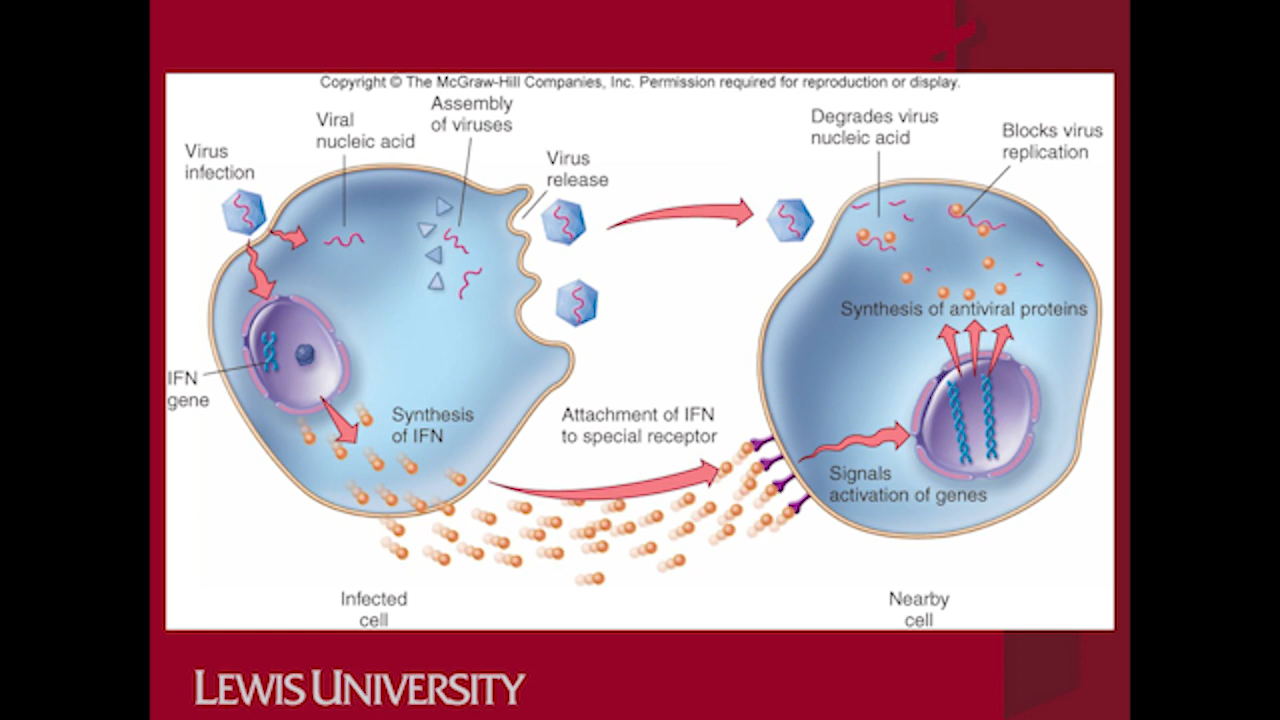 Copyright © The McGraw-Hill Companies, Inc. Permission required for reproduction or display.
Virus
infection
Viral
nucleic acid
Assembly
of viruses
Virus
release
Degrades virus
nucleic acid
Blocks virus
replication
Synthesis of antiviral proteins
IFN
gene
Synthesis
of IFN
Attachment of IFN
to special receptor
Signals
activation of genes
Infected
cell
Nearby
cell
LEWIS UNIVERSITY